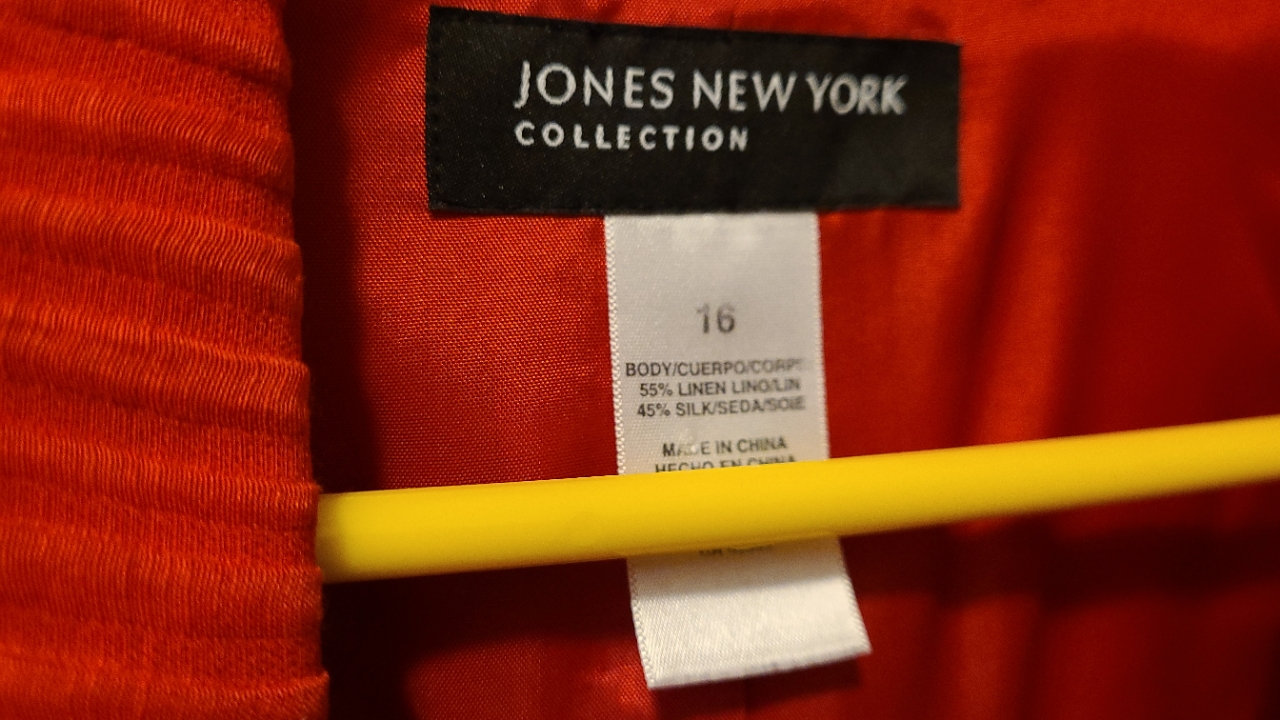 JONES NEW YORK
COLLECTION
16
BODY/CUERPO/CORPS
55% LINEN LINO/LIN
45% SILK/SEDA/SOIE
MADE IN CHINA
HECHO EN CHINA